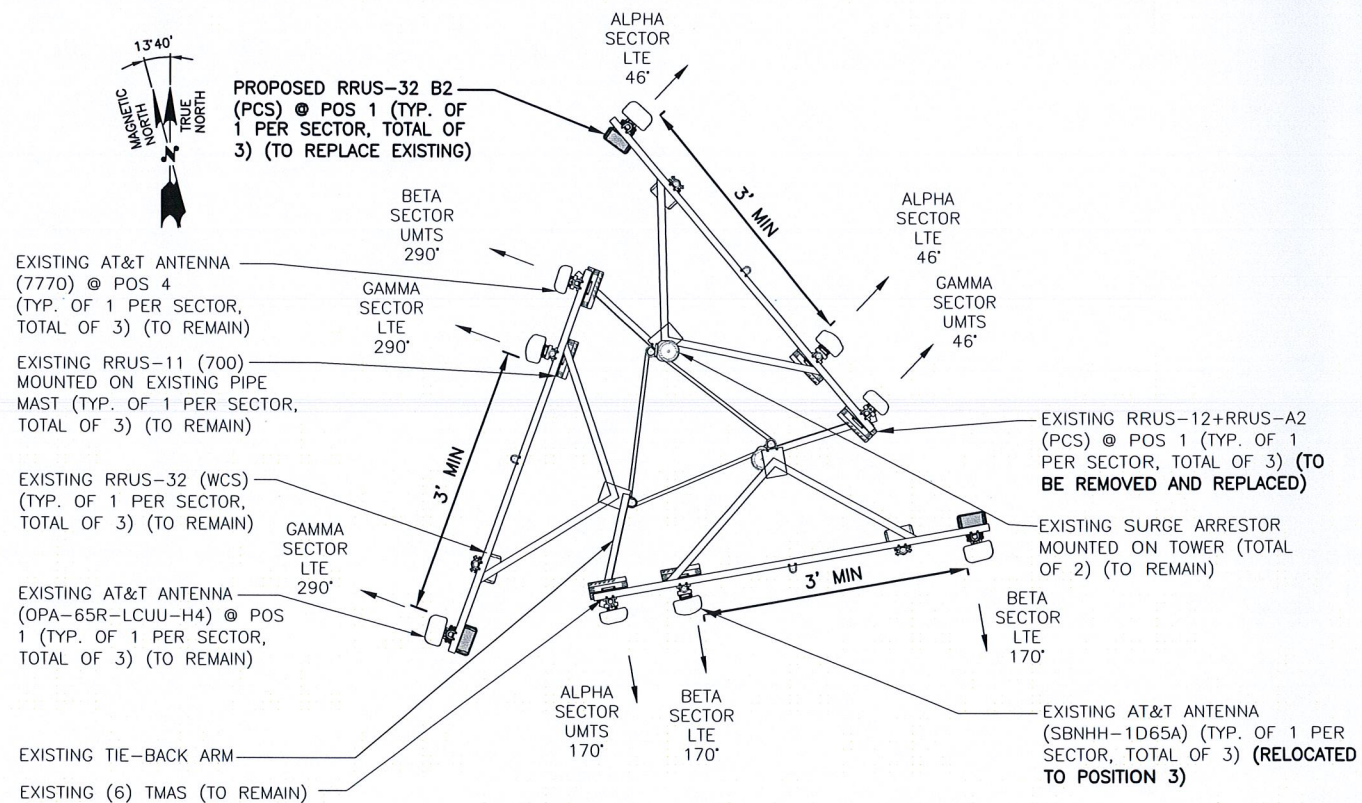 13°40'
MAGNETIC
NORTH
TRUE
NORTH
N
PROPOSED RRUS-32 B2
(PCS) @ POS 1 (TYP. OF
1 PER SECTOR, TOTAL OF
3) (TO REPLACE EXISTING)
ALPHA
SECTOR
LTE
46°
3' MIN
ALPHA
SECTOR
LTE
46°
GAMMA
SECTOR
UMTS
46°
BETA
SECTOR
UMTS
290°
GAMMA
SECTOR
LTE
290°
3' MIN
GAMMA
SECTOR
LTE
290°
EXISTING AT&T ANTENNA
(7770) @ POS 4
(TYP. OF 1 PER SECTOR,
TOTAL OF 3) (TO REMAIN)
EXISTING RRUS-11 (700)
MOUNTED ON EXISTING PIPE
MAST (TYP. OF 1 PER SECTOR,
TOTAL OF 3) (TO REMAIN)
EXISTING RRUS-32 (WCS)
(TYP. OF 1 PER SECTOR,
TOTAL OF 3) (TO REMAIN)
EXISTING AT&T ANTENNA
(OPA-65R-LCUU-H4) @ POS
1 (TYP. OF 1 PER SECTOR,
TOTAL OF 3) (TO REMAIN)
EXISTING TIE-BACK ARM
EXISTING (6) TMAS (TO REMAIN)
ALPHA
SECTOR
UMTS
170°
BETA
SECTOR
LTE
170°
3' MIN
BETA
SECTOR
LTE
170°
EXISTING RRUS-12+RRUS-A2
(PCS) @ POS 1 (TYP. OF 1
PER SECTOR, TOTAL OF 3) (TO
BE REMOVED AND REPLACED)
EXISTING SURGE ARRESTOR
MOUNTED ON TOWER (TOTAL
OF 2) (TO REMAIN)
EXISTING AT&T ANTENNA
(SBNHH-1D65A) (TYP. OF 1 PER
SECTOR, TOTAL OF 3) (RELOCATED
TO POSITION 3)